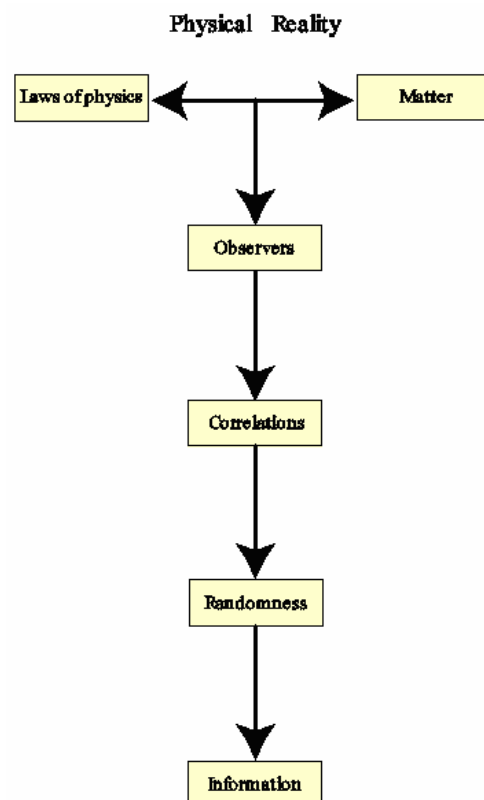 Physical Reality
Laws of physics
Matter
Observers
Correlations
Randomness
Information